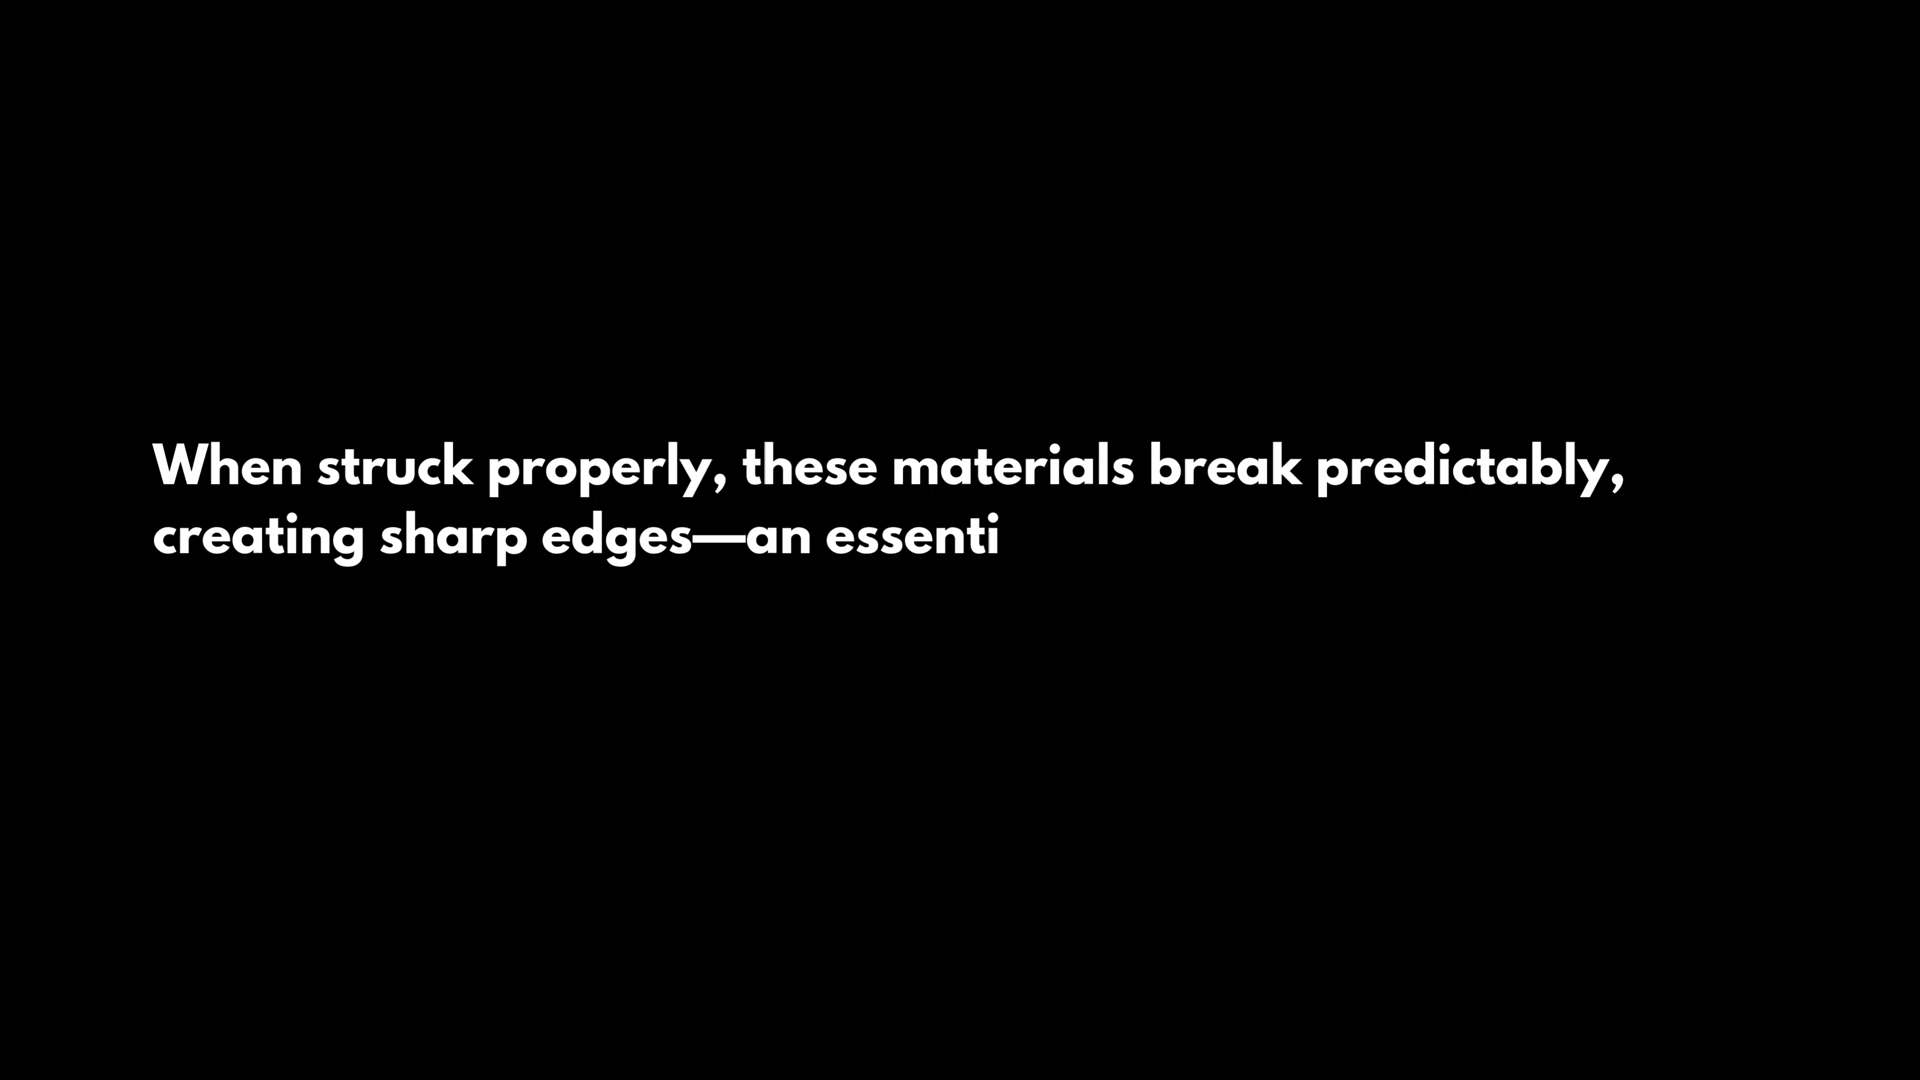 When struck properly, these materials break predictably,
creating sharp edges—an essenti